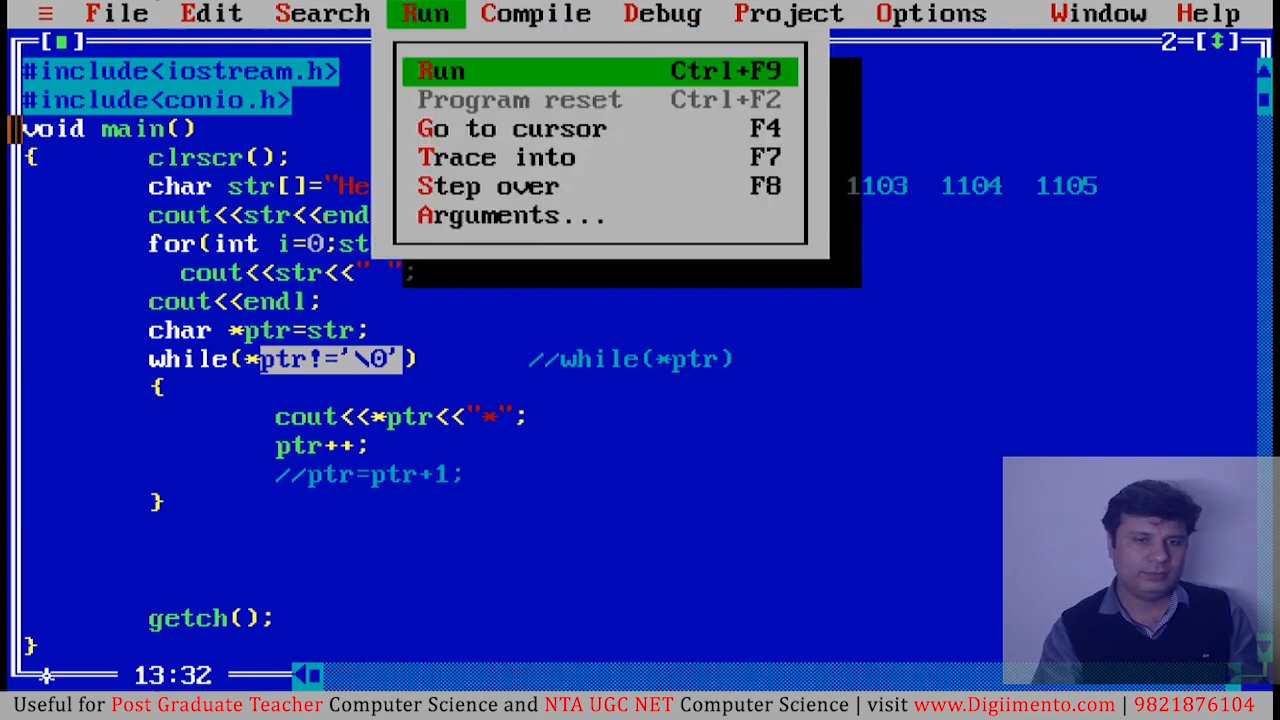 ≡ File Edit Search Run Compile Debug Project Options Window Help
[■] 2=[↕]
#include<iostream.h>
#include<conio.h>
void main()
{ clrscr();
char str[]="He 1103 1104 1105
cout<<str<<end
for(int i=0;st
cout<<str<<" ";
cout<<endl;
char *ptr=str;
while(*ptr!='\0') //while(*ptr)
{
cout<<*ptr<<"*";
ptr++;
//ptr=ptr+1;
}
getch();
}
13:32
Run Ctrl+F9
Program reset Ctrl+F2
Go to cursor F4
Trace into F7
Step over F8
Arguments...
Useful for Post Graduate Teacher Computer Science and NTA UGC NET Computer Science | visit www.Digiimento.com | 9821876104